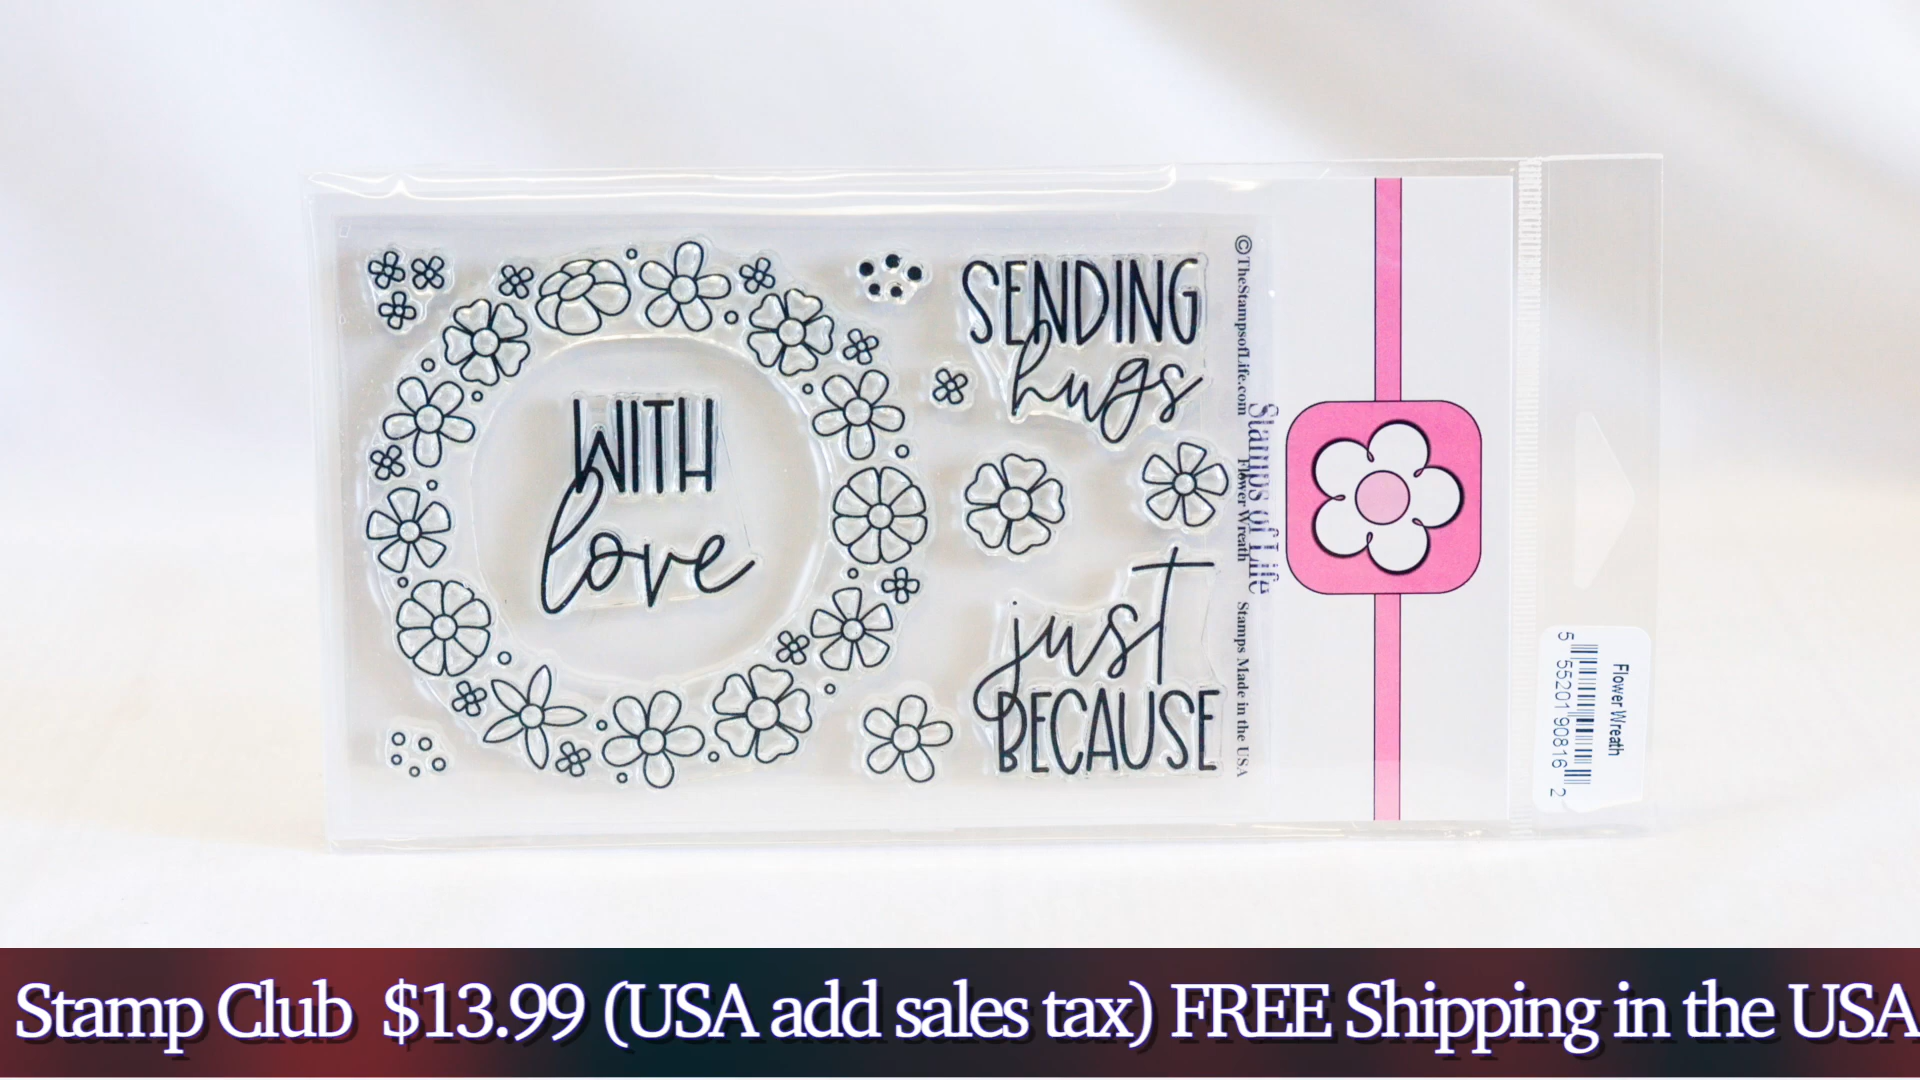 WITH
love
SENDING
hugs
just
BECAUSE
©TheStampsofLife.com Flower Wreath Stamps Made in the USA
Stamps of Life
Flower Wreath
5 55201 90816 2
Stamp Club $13.99 (USA add sales tax) FREE Shipping in the USA